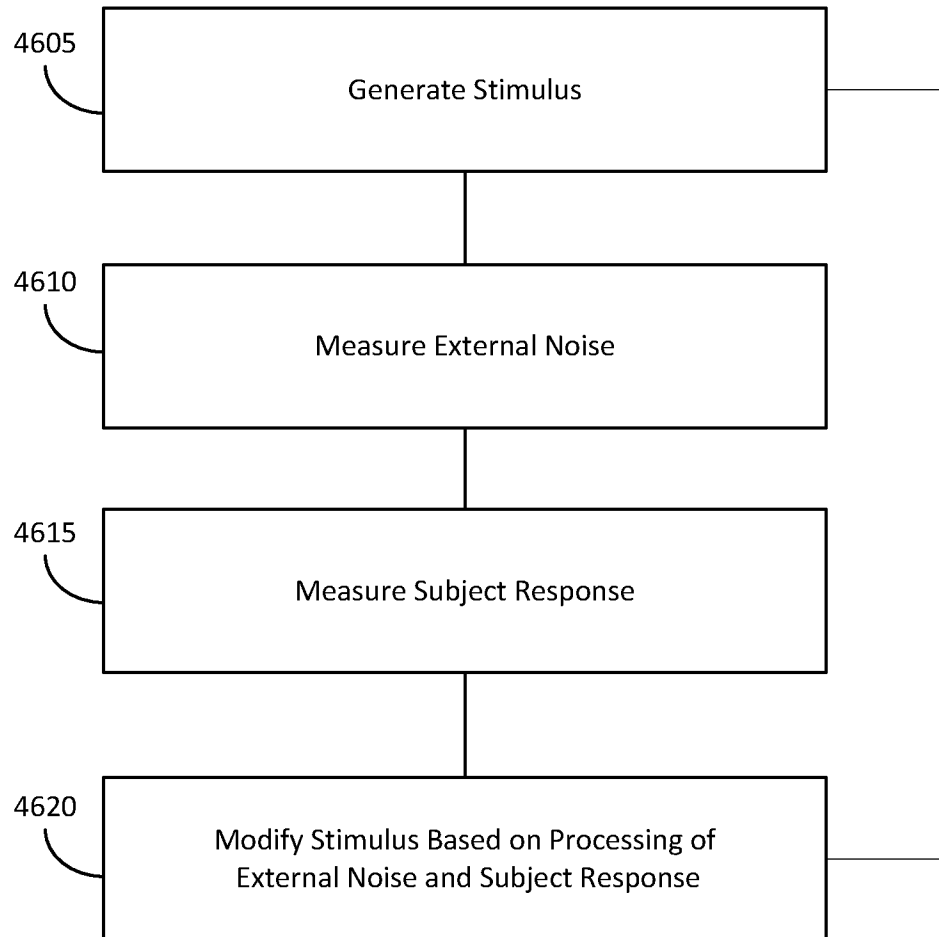 4605
Generate Stimulus
4610
Measure External Noise
4615
Measure Subject Response
4620
Modify Stimulus Based on Processing of
External Noise and Subject Response